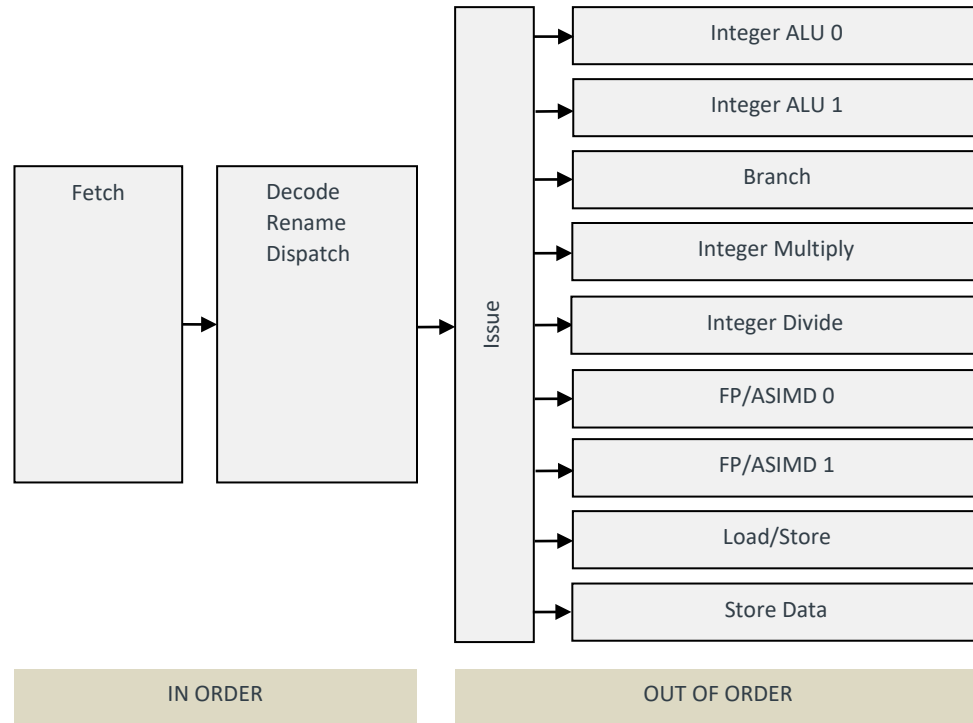 Fetch
Decode
Rename
Dispatch
Issue
Integer ALU 0
Integer ALU 1
Branch
Integer Multiply
Integer Divide
FP/ASIMD 0
FP/ASIMD 1
Load/Store
Store Data
IN ORDER
OUT OF ORDER